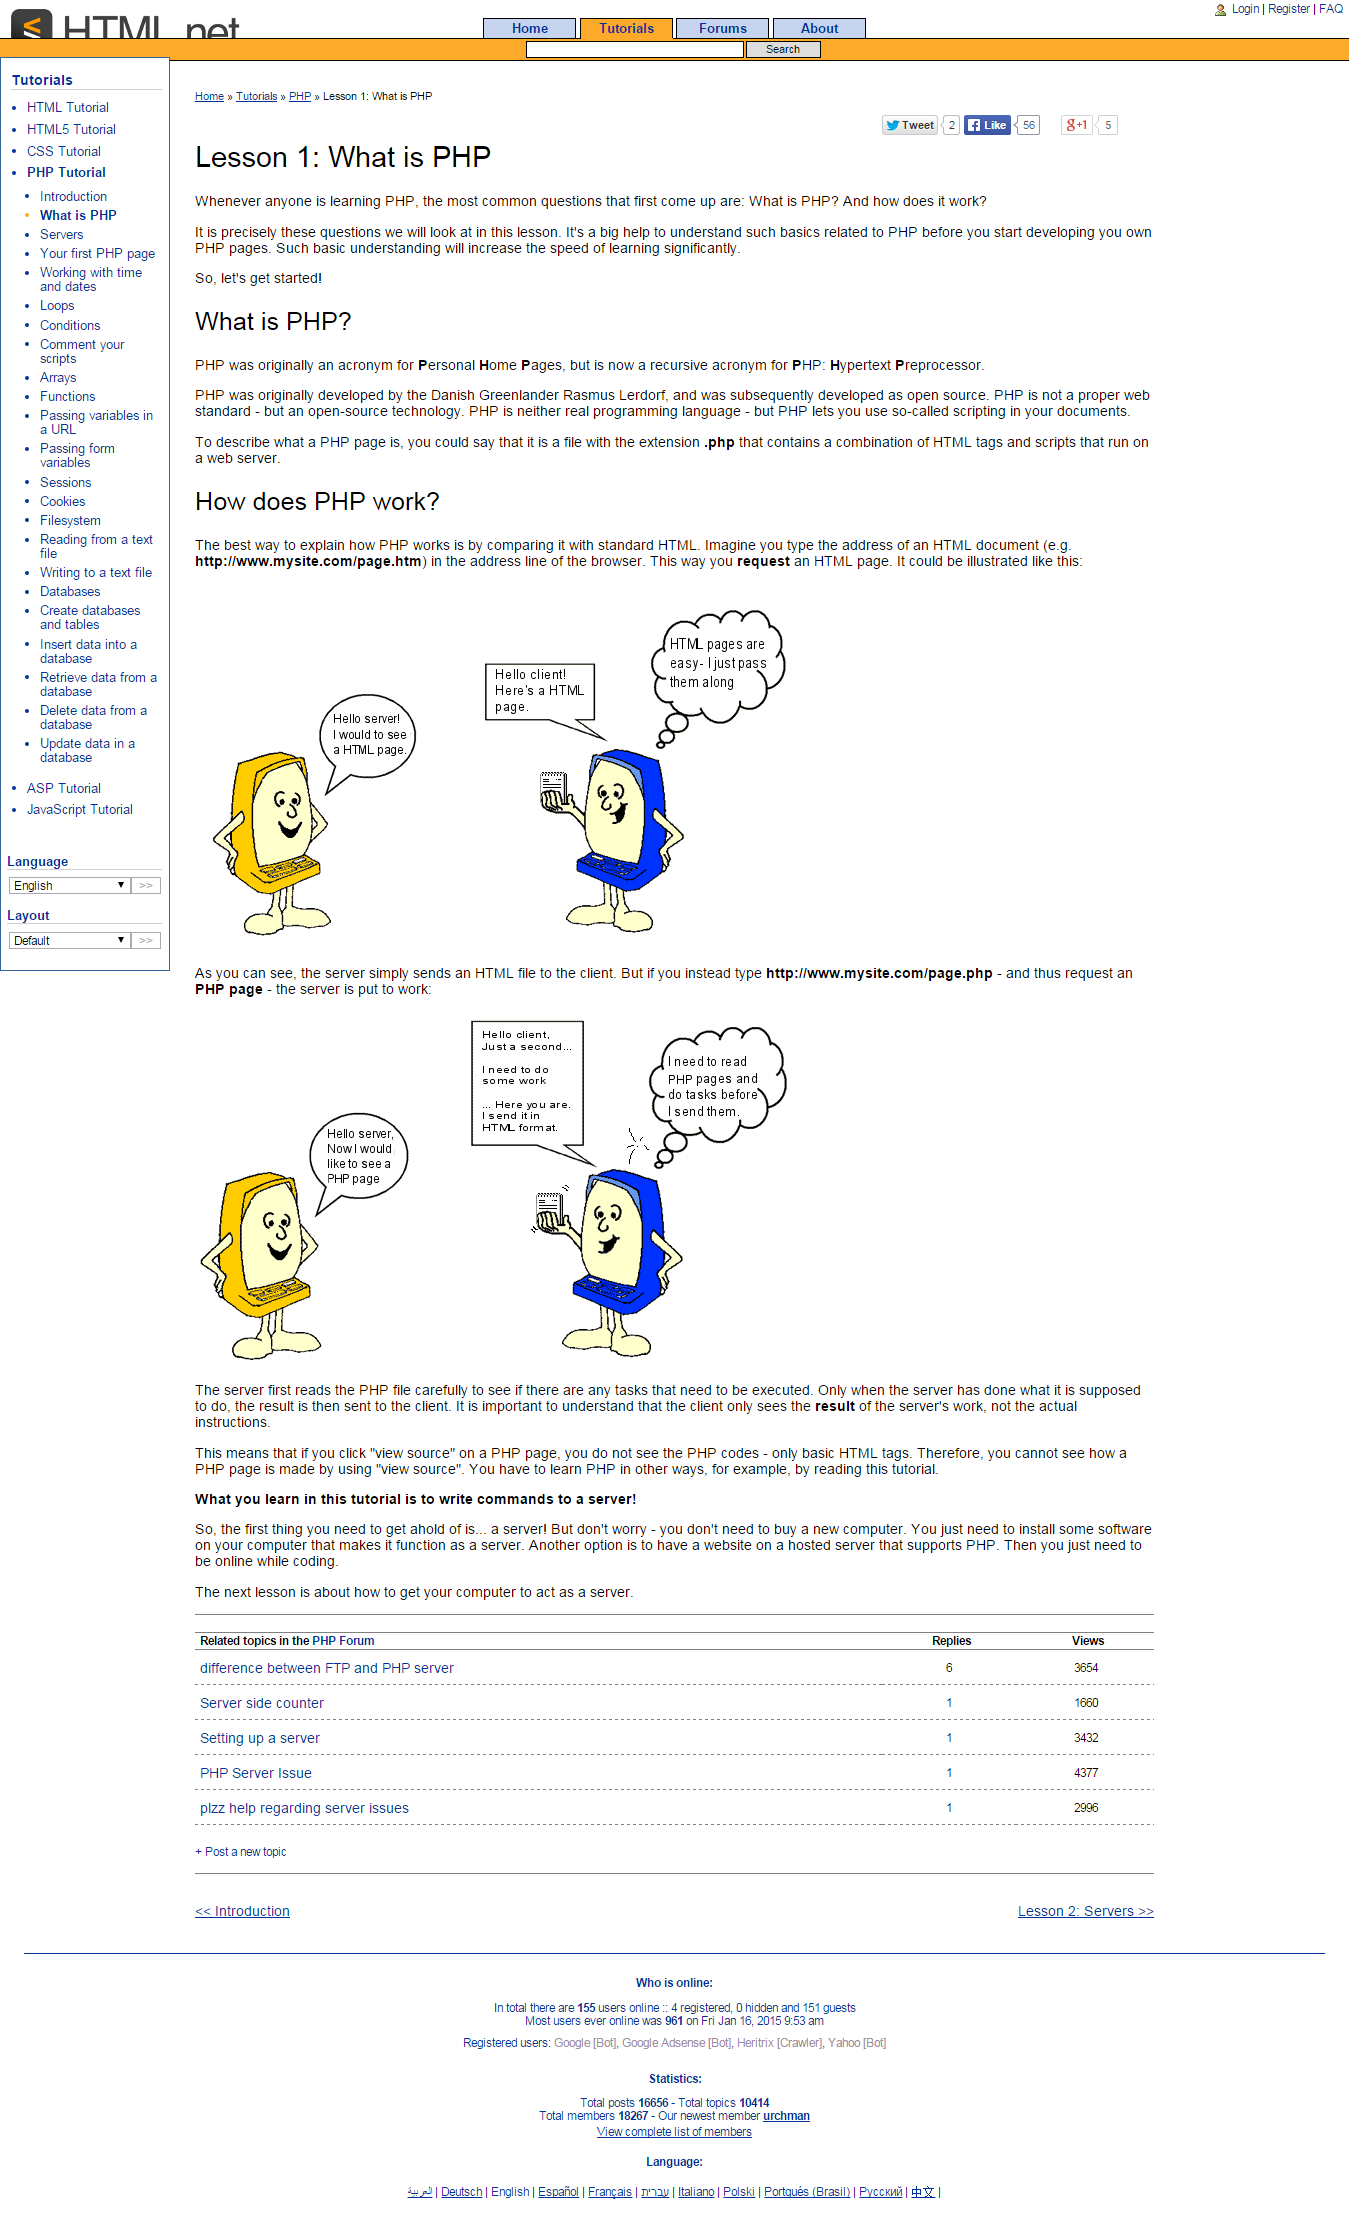 HTML.net
Login | Register | FAQ
Home
Tutorials
Forums
About
Search
Tutorials
HTML Tutorial
HTML5 Tutorial
CSS Tutorial
PHP Tutorial
Introduction
What is PHP
Servers
Your first PHP page
Working with time
and dates
Loops
Conditions
Comment your
scripts
Arrays
Functions
Passing variables in
a URL
Passing form
variables
Sessions
Cookies
Filesystem
Reading from a text
file
Writing to a text file
Databases
Create databases
and tables
Insert data into a
database
Retrieve data from a
database
Delete data from a
database
Update data in a
database
ASP Tutorial
JavaScript Tutorial
Language
English >>
Layout
Default >>
Home » Tutorials » PHP » Lesson 1: What is PHP
Tweet 2 Like 56 g+1 5
Lesson 1: What is PHP
Whenever anyone is learning PHP, the most common questions that first come up are: What is PHP? And how does it work?
It is precisely these questions we will look at in this lesson. It's a big help to understand such basics related to PHP before you start developing you own
PHP pages. Such basic understanding will increase the speed of learning significantly.
So, let's get started!
What is PHP?
PHP was originally an acronym for Personal Home Pages, but is now a recursive acronym for PHP: Hypertext Preprocessor.
PHP was originally developed by the Danish Greenlander Rasmus Lerdorf, and was subsequently developed as open source. PHP is not a proper web
standard - but an open-source technology. PHP is neither real programming language - but PHP lets you use so-called scripting in your documents.
To describe what a PHP page is, you could say that it is a file with the extension .php that contains a combination of HTML tags and scripts that run on
a web server.
How does PHP work?
The best way to explain how PHP works is by comparing it with standard HTML. Imagine you type the address of an HTML document (e.g.
http://www.mysite.com/page.htm) in the address line of the browser. This way you request an HTML page. It could be illustrated like this:
Hello server!
I would to see
a HTML page.
Hello client!
Here's a HTML
page.
HTML pages are
easy- I just pass
them along
As you can see, the server simply sends an HTML file to the client. But if you instead type http://www.mysite.com/page.php - and thus request an
PHP page - the server is put to work:
Hello server,
Now I would
like to see a
PHP page
Hello client,
Just a second...
I need to do
some work
... Here you are.
I send it in
HTML format.
I need to read
PHP pages and
do tasks before
I send them.
The server first reads the PHP file carefully to see if there are any tasks that need to be executed. Only when the server has done what it is supposed
to do, the result is then sent to the client. It is important to understand that the client only sees the result of the server's work, not the actual
instructions.
This means that if you click "view source" on a PHP page, you do not see the PHP codes - only basic HTML tags. Therefore, you cannot see how a
PHP page is made by using "view source". You have to learn PHP in other ways, for example, by reading this tutorial.
What you learn in this tutorial is to write commands to a server!
So, the first thing you need to get ahold of is... a server! But don't worry - you don't need to buy a new computer. You just need to install some software
on your computer that makes it function as a server. Another option is to have a website on a hosted server that supports PHP. Then you just need to
be online while coding.
The next lesson is about how to get your computer to act as a server.
Related topics in the PHP Forum Replies Views
difference between FTP and PHP server 6 3654
Server side counter 1 1660
Setting up a server 1 3432
PHP Server Issue 1 4377
plzz help regarding server issues 1 2996
+ Post a new topic
<< Introduction
Lesson 2: Servers >>
Who is online:
In total there are 155 users online :: 4 registered, 0 hidden and 151 guests
Most users ever online was 961 on Fri Jan 16, 2015 9:53 am
Registered users: Google [Bot], Google Adsense [Bot], Heritrix [Crawler], Yahoo [Bot]
Statistics:
Total posts 16656 - Total topics 10414
Total members 18267 - Our newest member urchman
View complete list of members
Language:
العربية | Deutsch | English | Español | Français | עברית | Italiano | Polski | Portqués (Brasil) | Русский | 中文 |